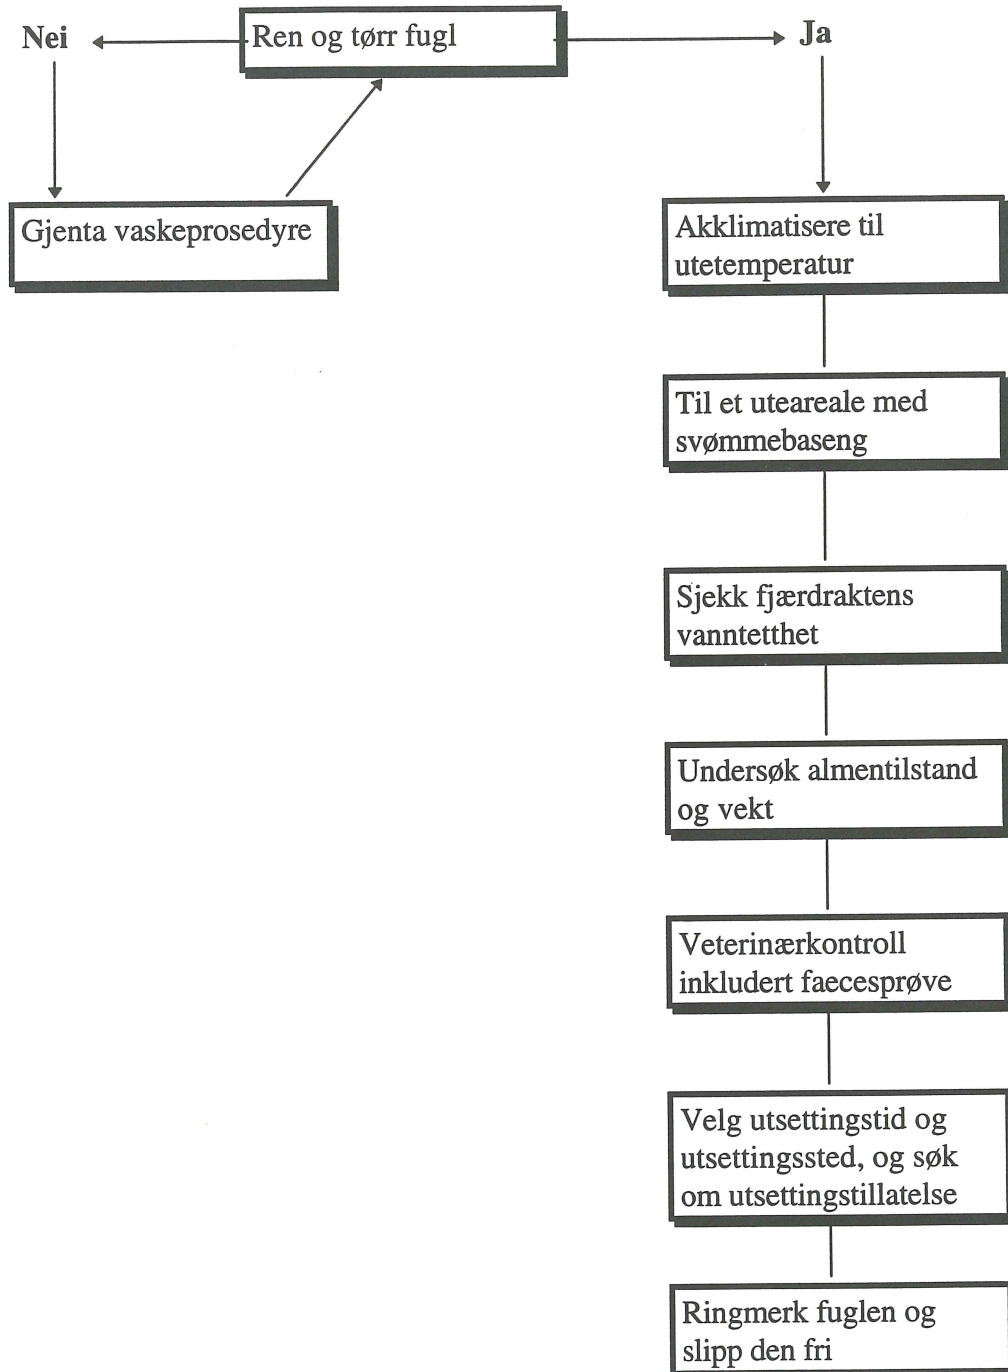 Nei
Ren og tørr fugl
Ja
Gjenta vaskeprosedyre
Akklimatisere til
utetemperatur
Til et uteareale med
svømmebaseng
Sjekk fjærdraktens
vanntetthet
Undersøk almentilstand
og vekt
Veterinærkontroll
inkludert faecesprøve
Velg utsettingstid og
utsettingssted, og søk
om utsettingstillatelse
Ringmerk fuglen og
slipp den fri